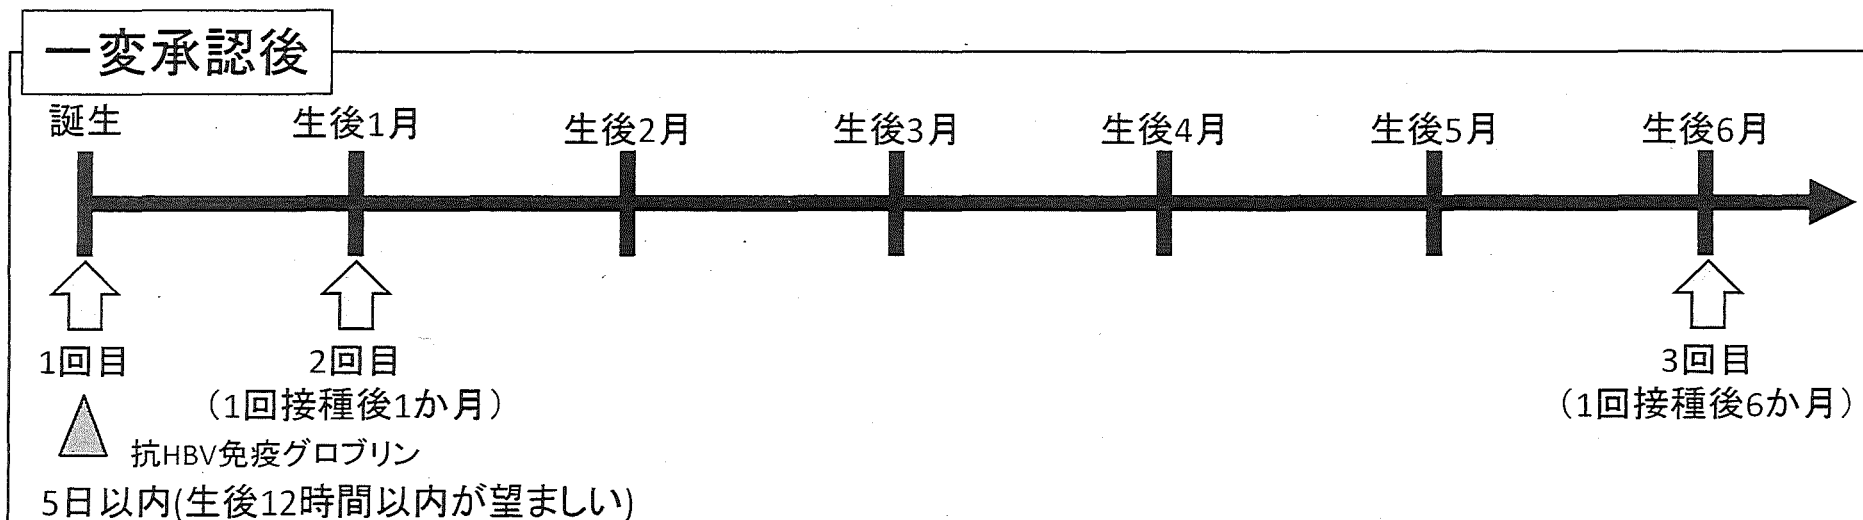 一変承認後
誕生 生後1月 生後2月 生後3月 生後4月 生後5月 生後6月
1回目 2回目 3回目
(1回接種後1か月) (1回接種後6か月)
抗HBV免疫グロブリン
5日以内(生後12時間以内が望ましい)